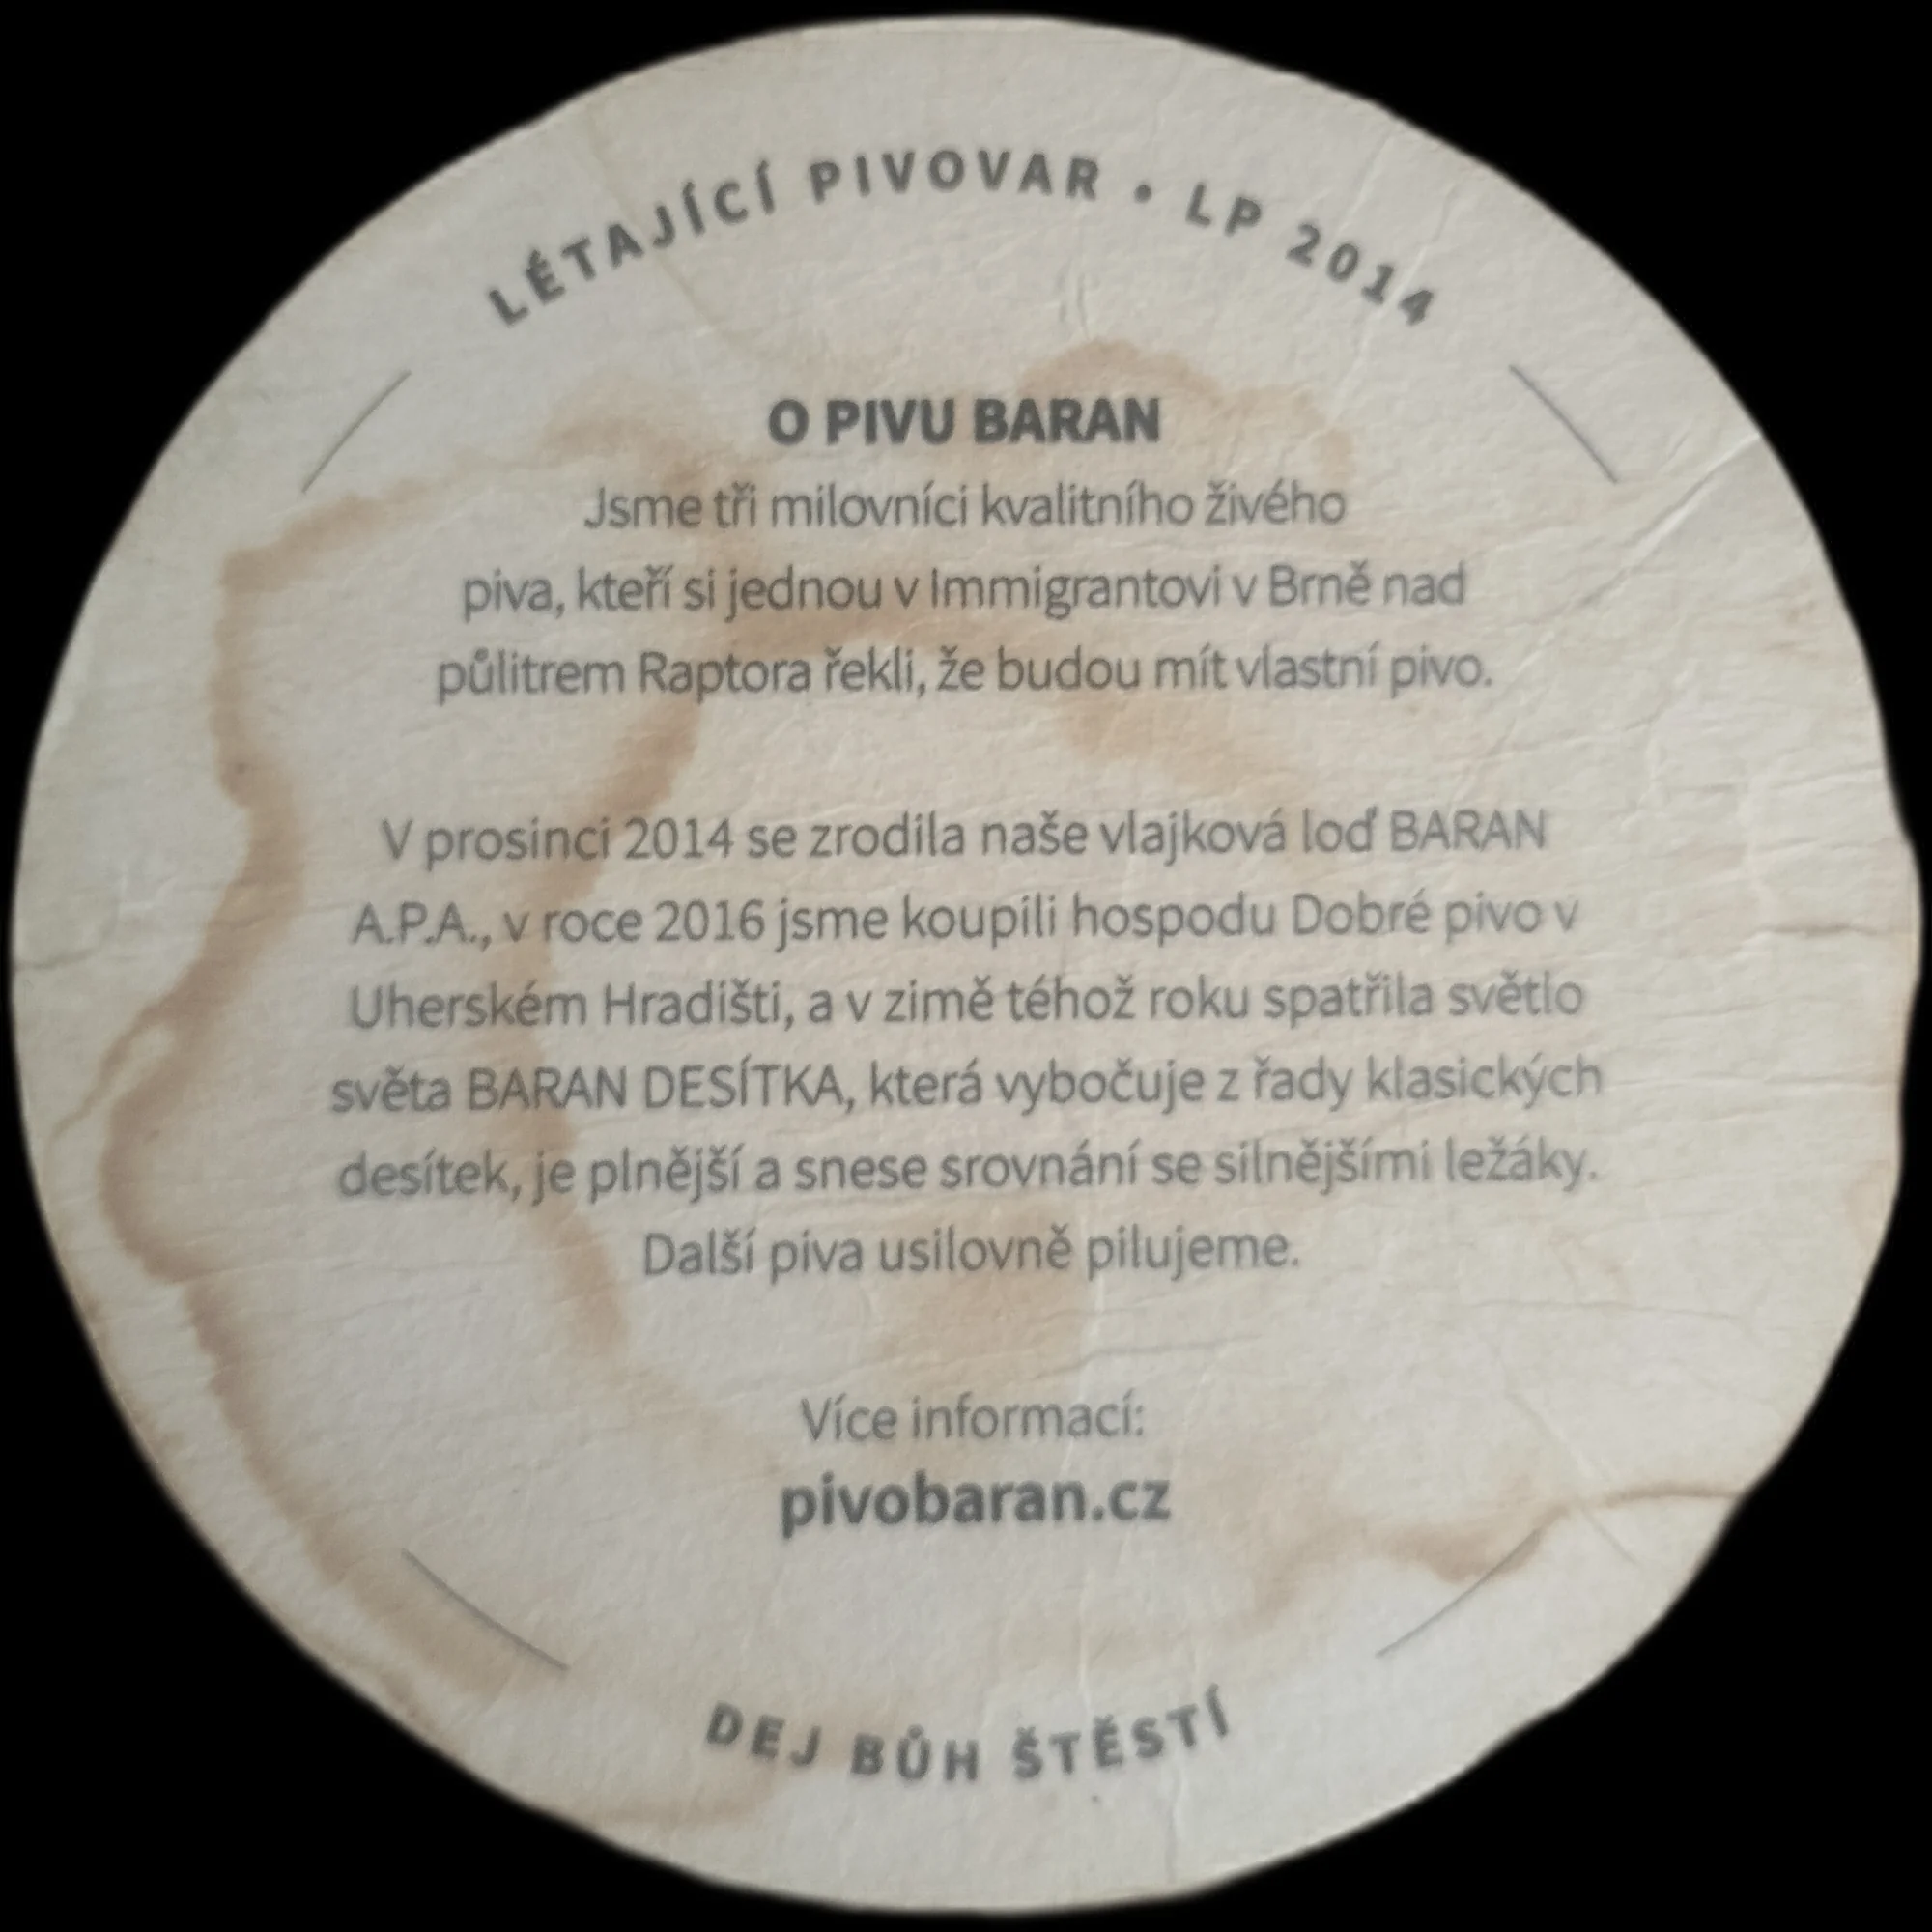 LÉTAJÍCÍ PIVOVAR • LP 2014
O PIVU BARAN
Jsme tři milovníci kvalitního živého
piva, kteří si jednou v Immigrantovi v Brně nad
půlitrem Raptora řekli, že budou mít vlastní pivo.
V prosinci 2014 se zrodila naše vlajková loď BARAN
A.P.A., v roce 2016 jsme koupili hospodu Dobré pivo v
Uherském Hradišti, a v zimě téhož roku spatřila světlo
světa BARAN DESÍTKA, která vybočuje z řady klasických
desítek, je plnější a snese srovnání se silnějšími ležáky.
Další piva usilovně pilujeme.
Více informací:
pivobaran.cz
DEJ BŮH ŠTĚSTÍ